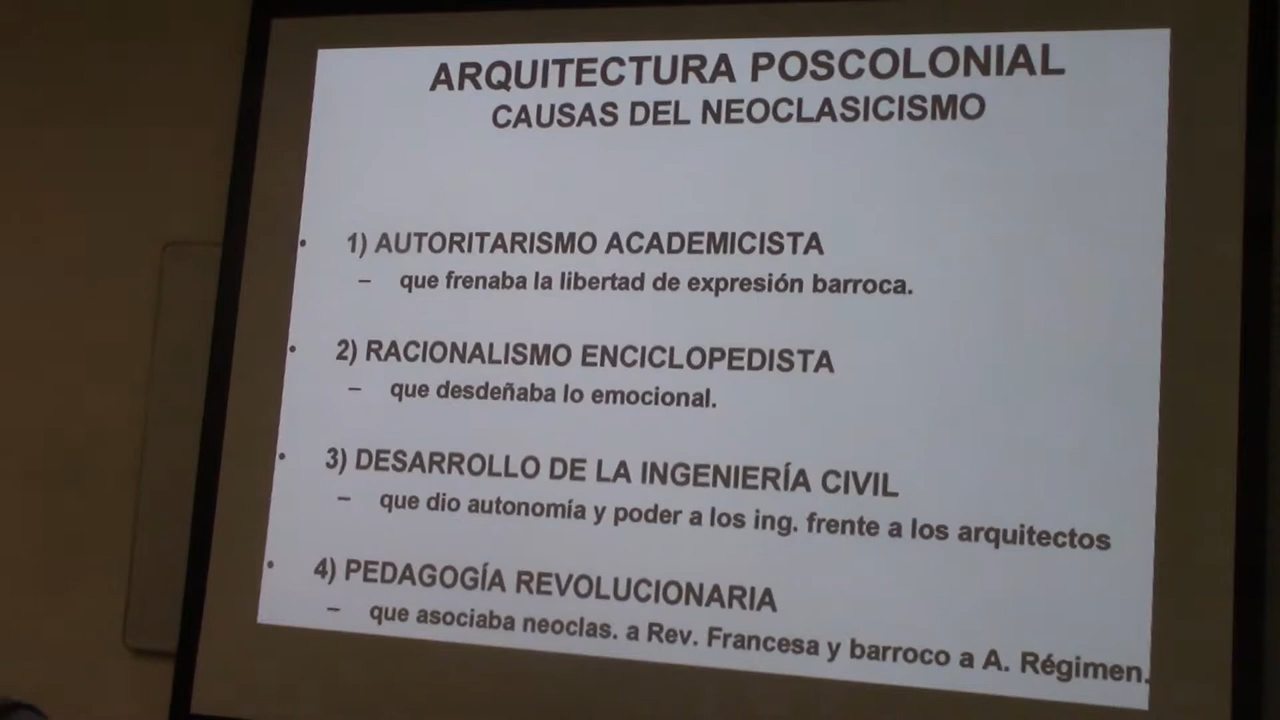 ARQUITECTURA POSCOLONIAL
CAUSAS DEL NEOCLASICISMO
• 1) AUTORITARISMO ACADEMICISTA
– que frenaba la libertad de expresión barroca.
• 2) RACIONALISMO ENCICLOPEDISTA
– que desdeñaba lo emocional.
• 3) DESARROLLO DE LA INGENIERÍA CIVIL
– que dio autonomía y poder a los ing. frente a los arquitectos
• 4) PEDAGOGÍA REVOLUCIONARIA
– que asociaba neoclas. a Rev. Francesa y barroco a A. Régimen.